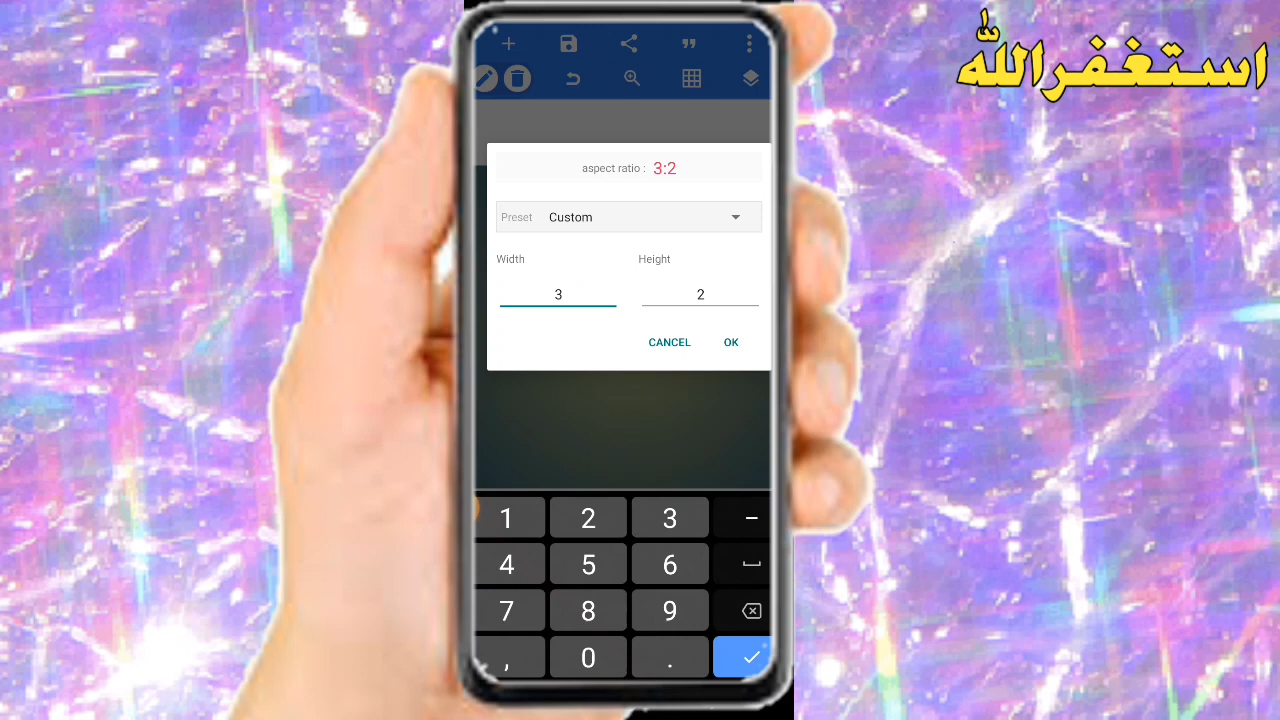 استغفرالله
aspect ratio : 3:2
Preset Custom
Width Height
3 2
CANCEL OK
1 2 3 –
4 5 6
7 8 9
, 0 .